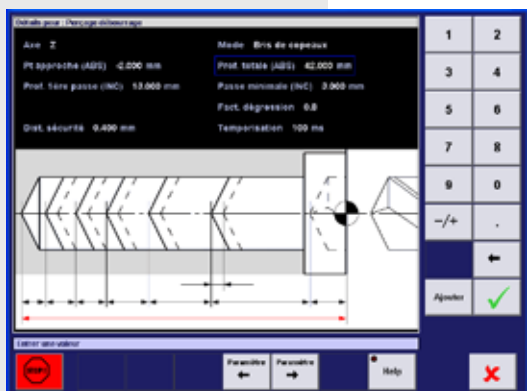 Détails pour : Perçage débourrage
Axe Z
Mode Bris de copeaux
Pt approche (ABS) -2.000 mm
Prof. totale (ABS) 42.000 mm
Prof. 1ère passe (INC) 10.000 mm
Passe minimale (INC) 3.000 mm
Fact. dégression 0.8
Dist. sécurité 0.400 mm
Temporisation 100 ms
Entrer une valeur
STOP
Paramètre
Paramètre
Help
1 2
3 4
5 6
7 8
9 0
-/+ .
Ajouter